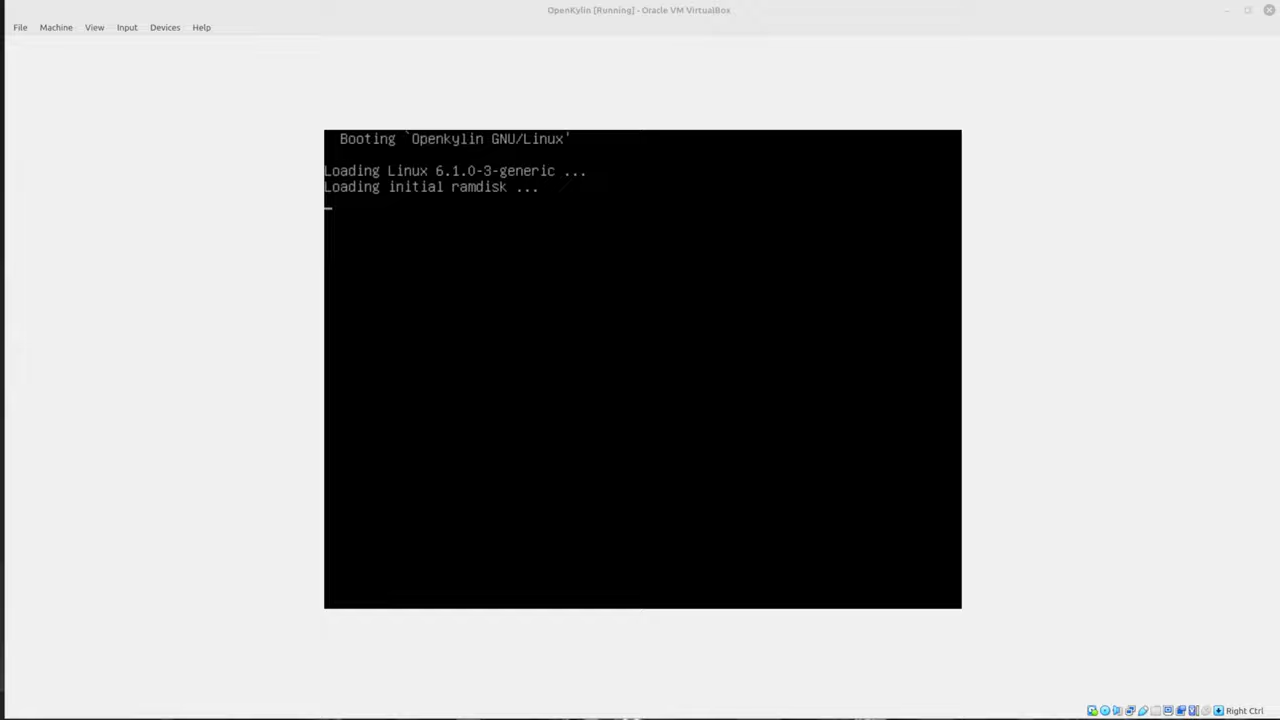 OpenKylin [Running] - Oracle VM VirtualBox
File Machine View Input Devices Help
Booting `Openkylin GNU/Linux'
Loading Linux 6.1.0-3-generic ...
Loading initial ramdisk ...
Right Ctrl